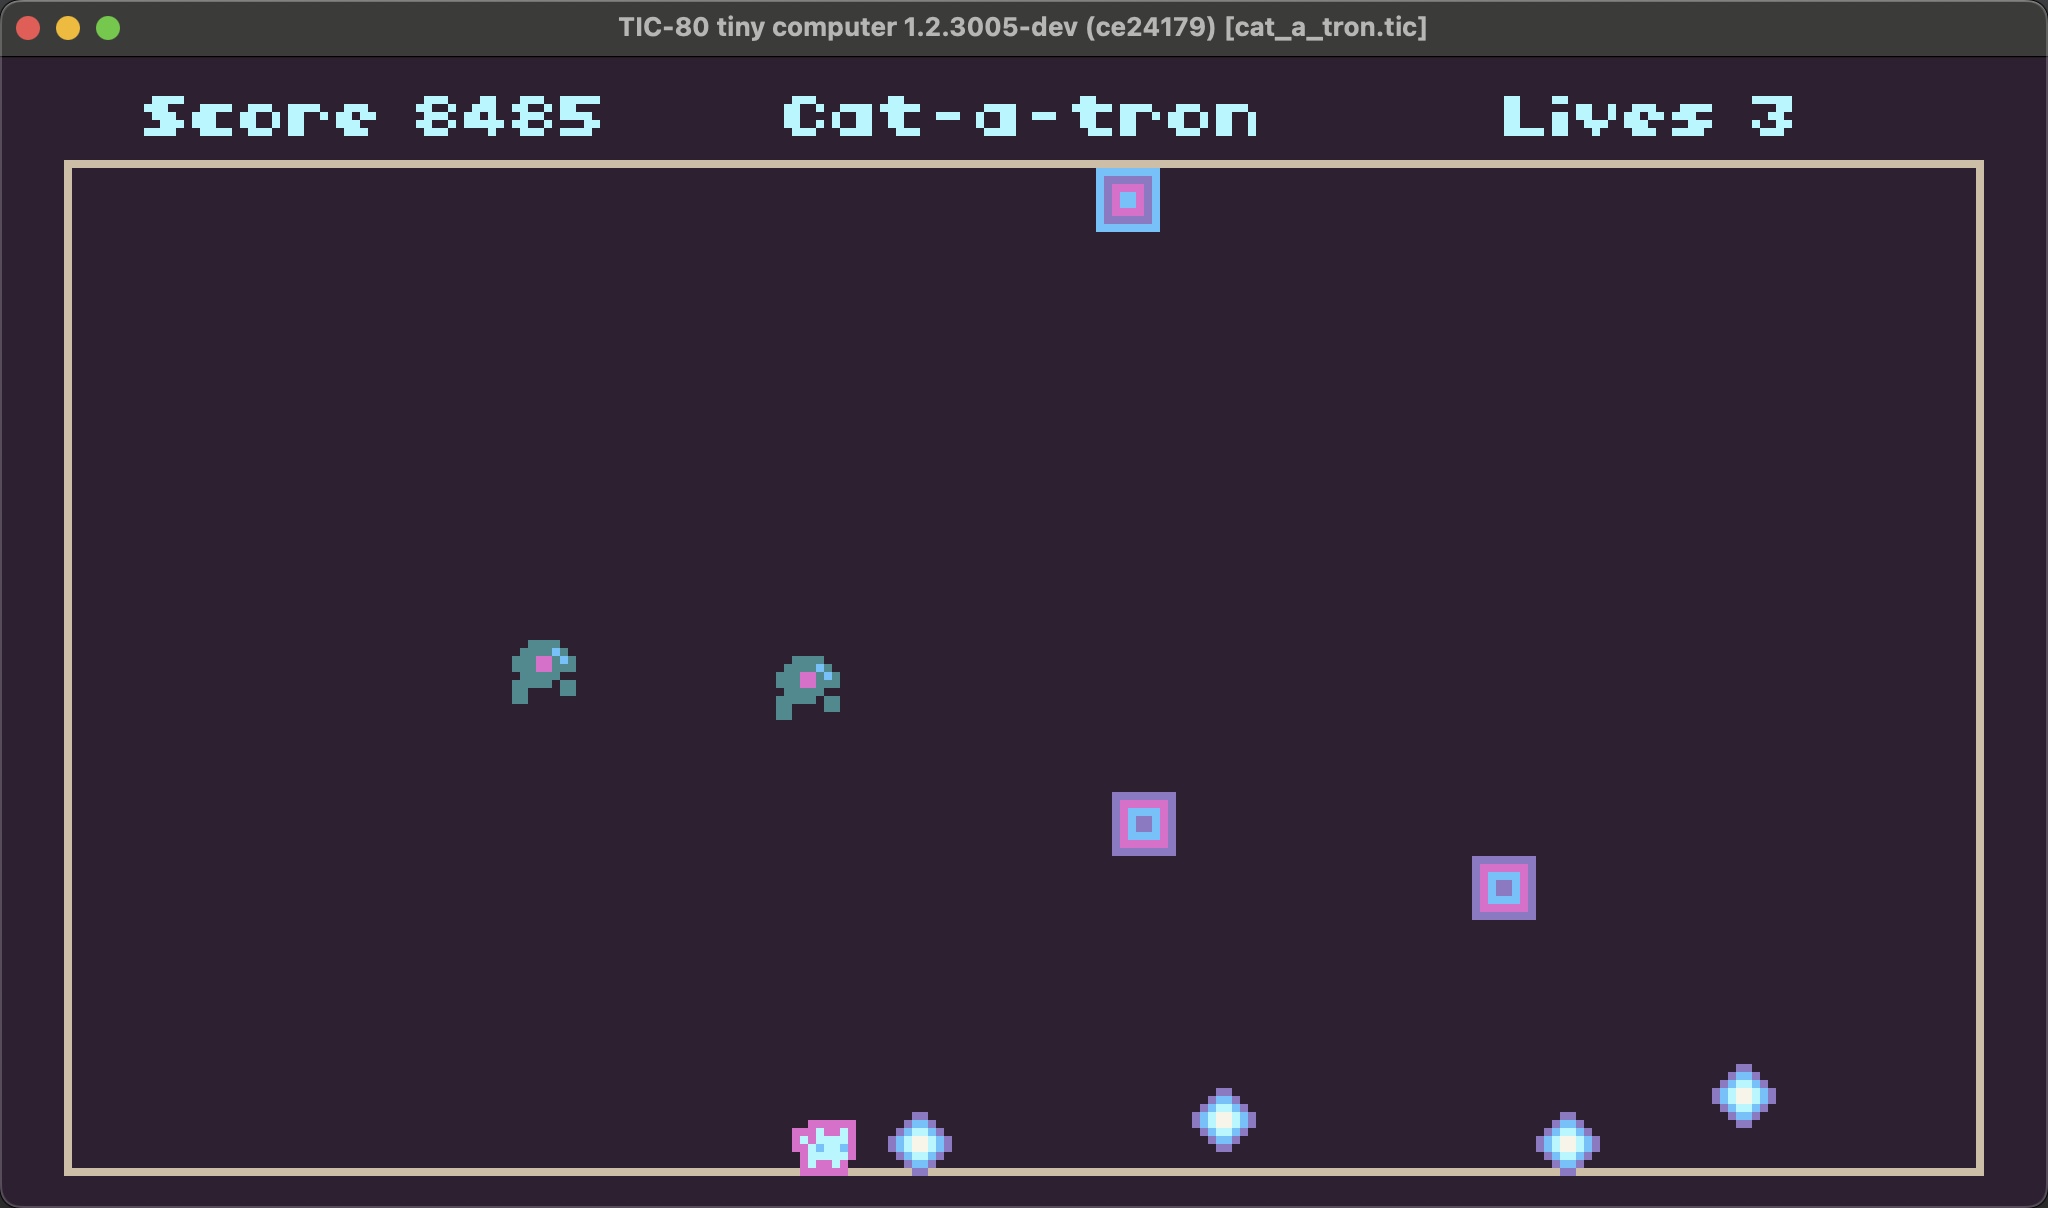 TIC-80 tiny computer 1.2.3005-dev (ce24179) [cat_a_tron.tic]
Score 8485 Cat-a-tron Lives 3